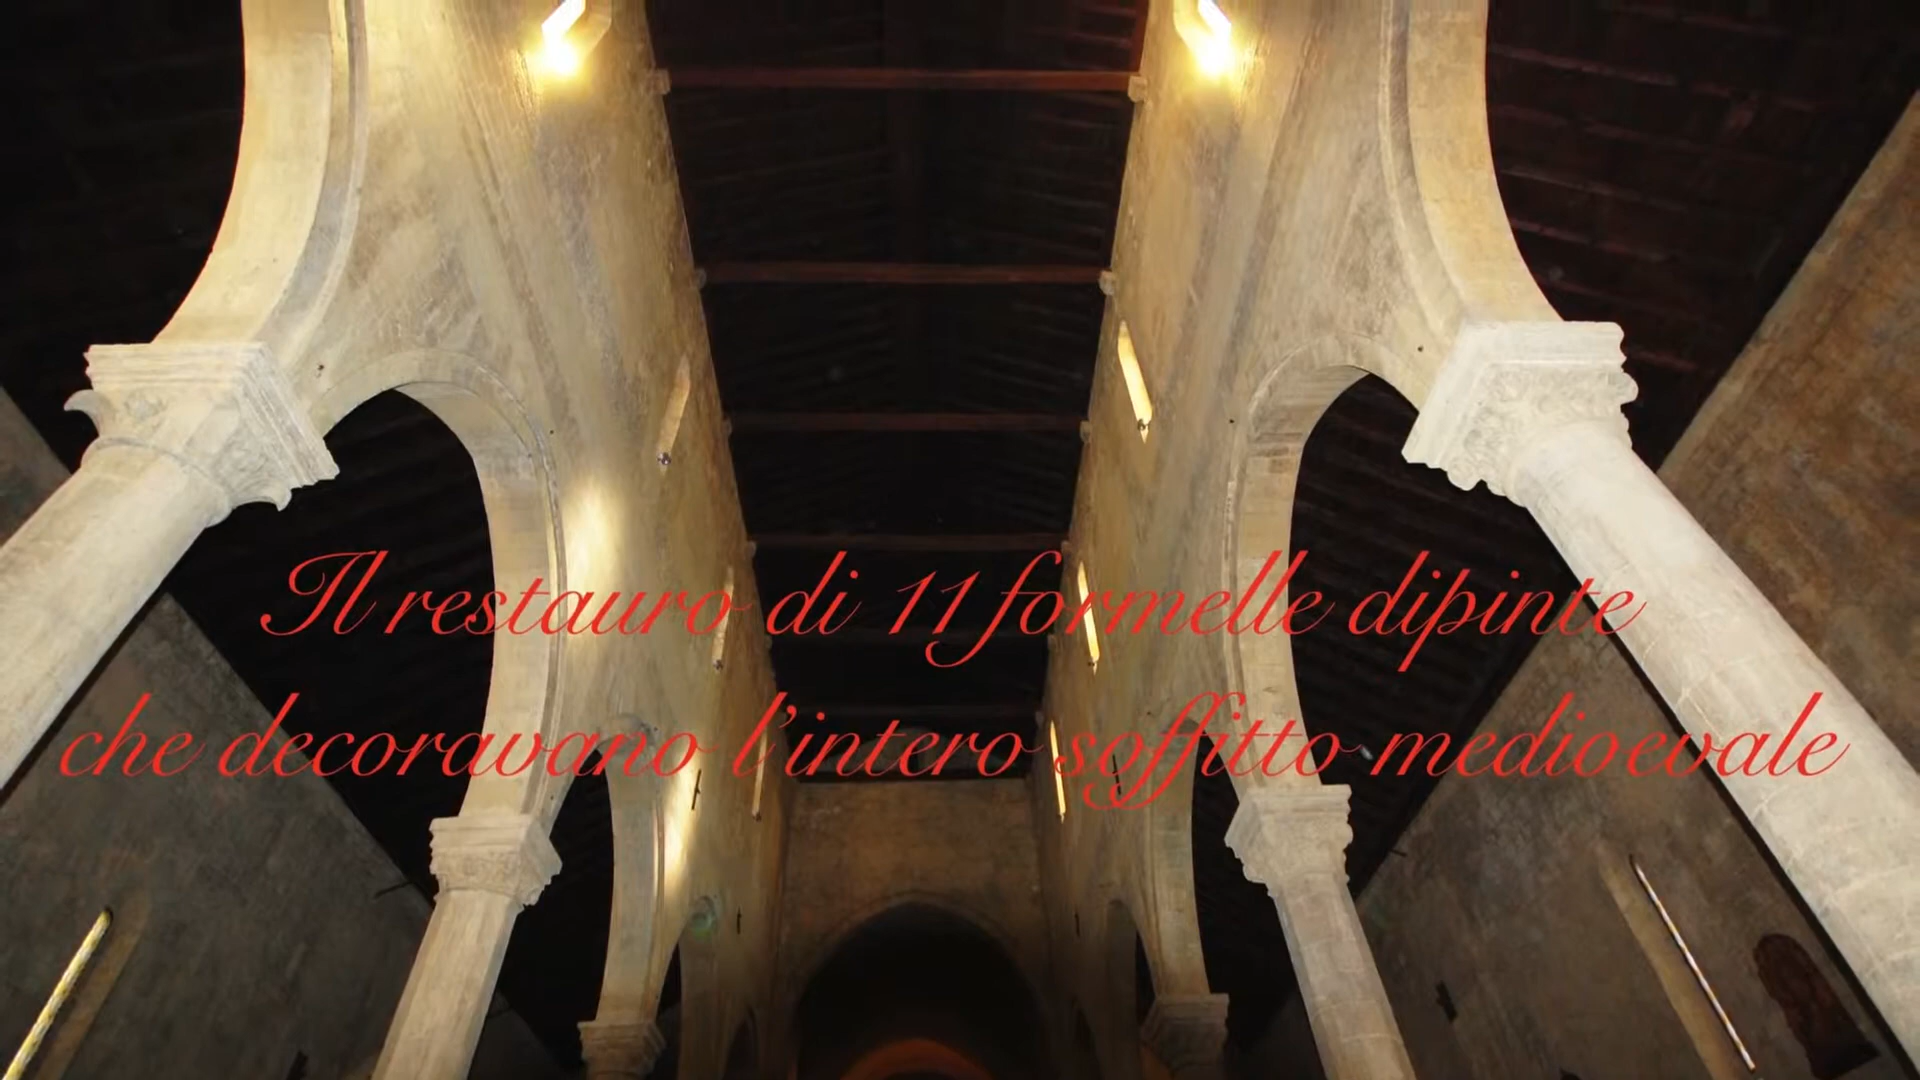 Il restauro di 11 formelle dipinte
che decoravano l'intero soffitto medioevale